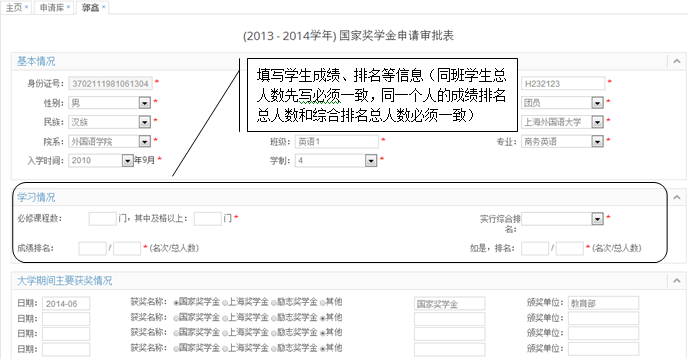 主页 × 申请库 × 郭鑫 ×
(2013 - 2014学年) 国家奖学金申请审批表
基本情况
填写学生成绩、排名等信息（同班学生总
人数先写必须一致，同一个人的成绩排名
总人数和综合排名总人数必须一致）
身份证号: 3702111981061304 * H232123
性别: 男 * 团员 *
民族: 汉族 * 上海外国语大学 *
院系: 外国语学院 * 班级: 英语1 * 专业: 商务英语 *
入学时间: 2010 年9月 * 学制: 4 *
学习情况
必修课程数: 门，其中及格以上: 门 * 实行综合排名: *
成绩排名: / * (名次/总人数) 如是，排名: / * (名次/总人数)
大学期间主要获奖情况
日期: 2014-06 获奖名称: 国家奖学金 上海奖学金 励志奖学金 其他 国家奖学金 颁奖单位: 教育部
日期: 获奖名称: 国家奖学金 上海奖学金 励志奖学金 其他 颁奖单位:
日期: 获奖名称: 国家奖学金 上海奖学金 励志奖学金 其他 颁奖单位:
日期: 获奖名称: 国家奖学金 上海奖学金 励志奖学金 其他 颁奖单位: